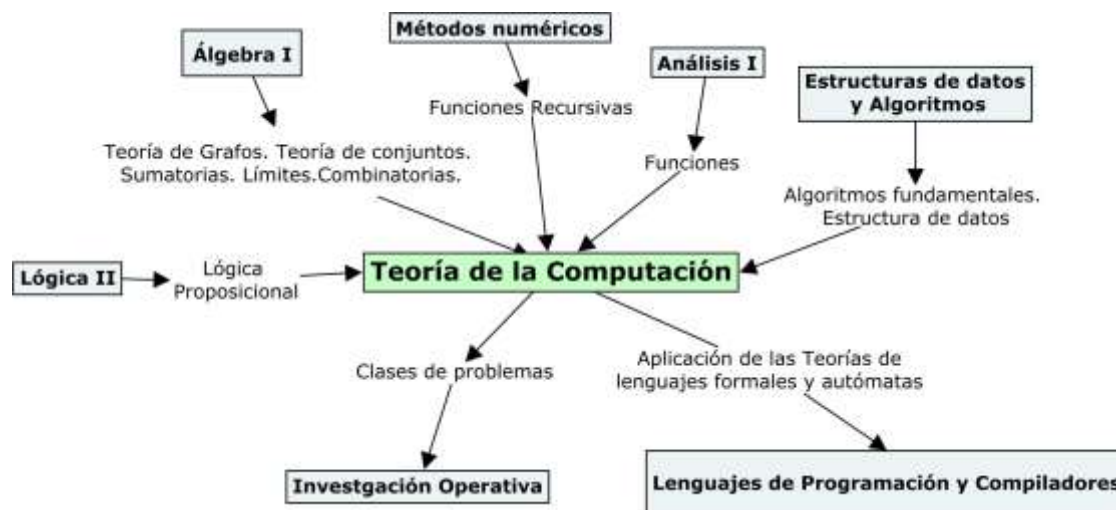 Métodos numéricos
Álgebra I
Análisis I
Estructuras de datos
y Algoritmos
Funciones Recursivas
Teoría de Grafos. Teoría de conjuntos.
Sumatorias. Límites.Combinatorias.
Funciones
Algoritmos fundamentales.
Estructura de datos
Lógica II
Lógica
Proposicional
Teoría de la Computación
Clases de problemas
Aplicación de las Teorías de
lenguajes formales y autómatas
Investgación Operativa
Lenguajes de Programación y Compiladores